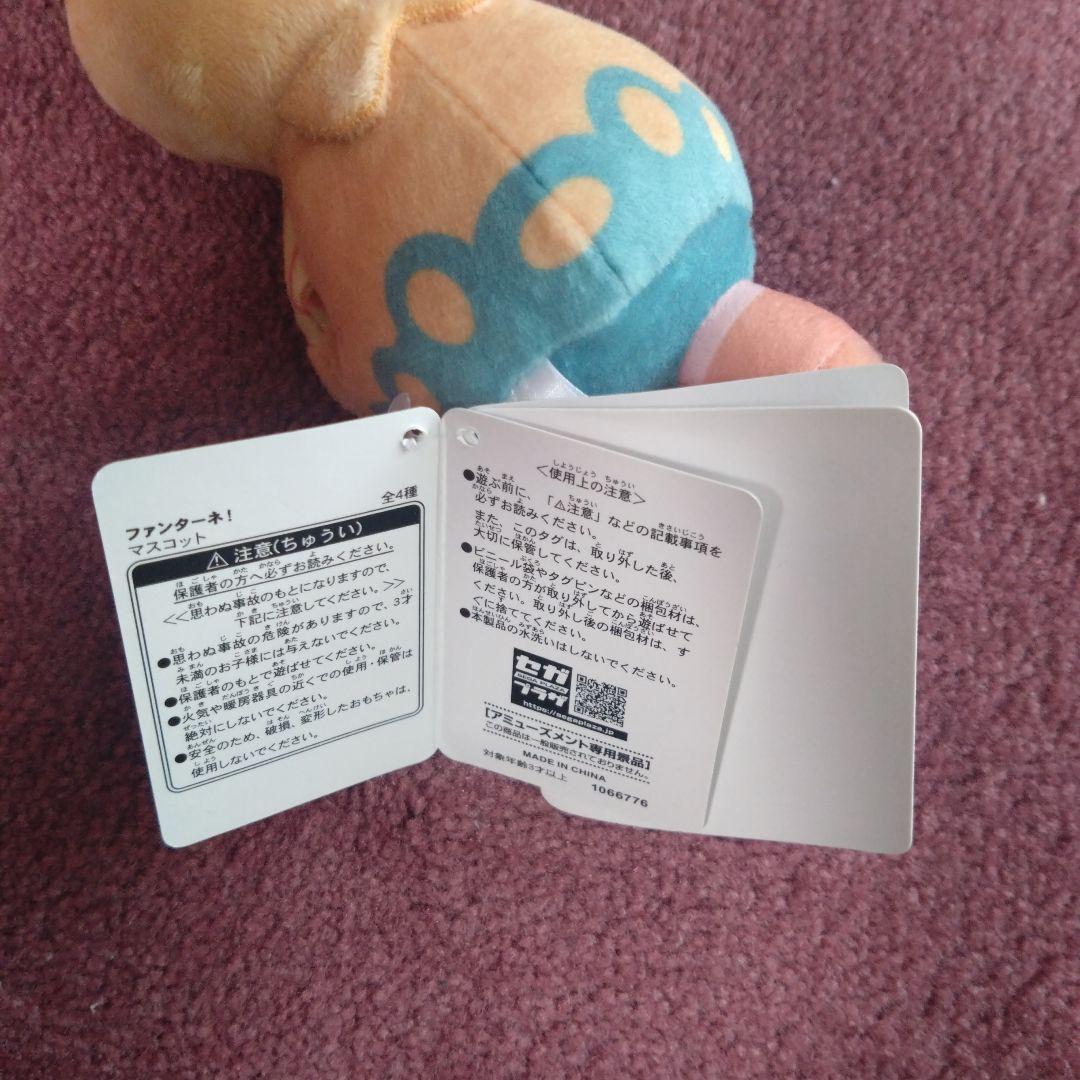 全4種
ファンターネ!
マスコット
⚠ 注意(ちゅうい)
保護者の方へ必ずお読みください。
<<思わぬ事故のもとになりますので、
下記に注意してください。>>
●思わぬ事故の危険がありますので、3才
未満のお子様には与えないでください。
●保護者のもとで遊ばせてください。
●火気や暖房器具の近くでの使用・保管は
絶対にしないでください。
●安全のため、破損、変形したおもちゃは、
使用しないでください。
<使用上の注意>
●遊ぶ前に、「⚠注意」などの記載事項を
必ずお読みください。
また、このタグは、取り外した後、
大切に保管してください。
●ビニール袋やタグピンなどの梱包材は、
保護者の方が取り外してから遊ばせて
ください。取り外し後の梱包材は、す
ぐに捨ててください。
●本製品の水洗いはしないでください。
セガ
SEGA PLAZA
プラザ
https://segaplaza.jp
[アミューズメント専用景品]
この商品は一般販売されておりません。
MADE IN CHINA
対象年齢3才以上
1066776